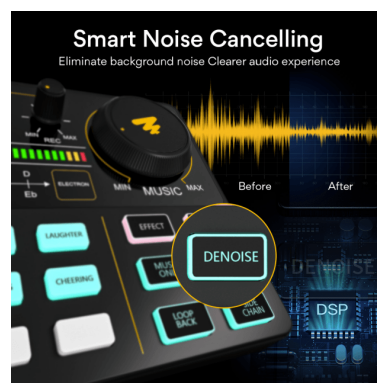 Smart Noise Cancelling
Eliminate background noise Clearer audio experience
MIN REC MAX
D
Eb
ELECTRON
MIN MUSIC MAX
Before After
LAUGHTER
EFFECT
DENOISE
CHEERING
LOOP
BACK
CHAIN
DENOISE
DSP